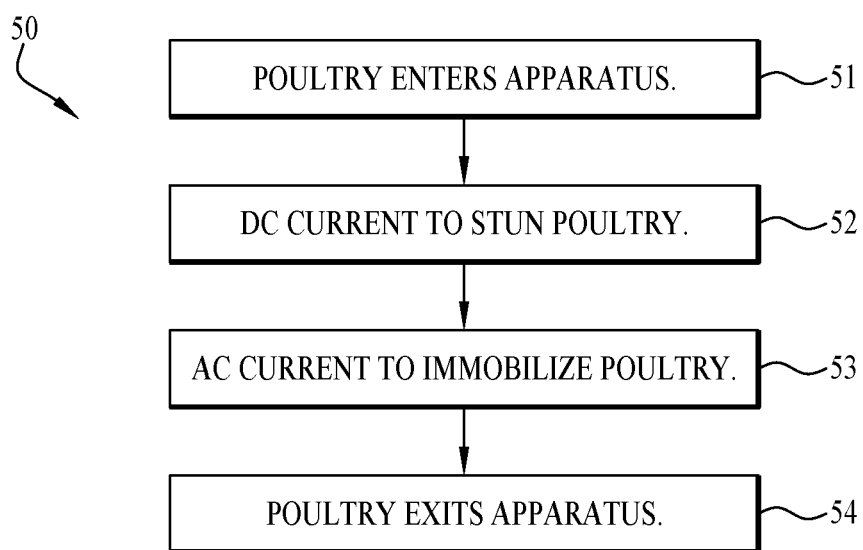 50
POULTRY ENTERS APPARATUS.
51
DC CURRENT TO STUN POULTRY.
52
AC CURRENT TO IMMOBILIZE POULTRY.
53
POULTRY EXITS APPARATUS.
54